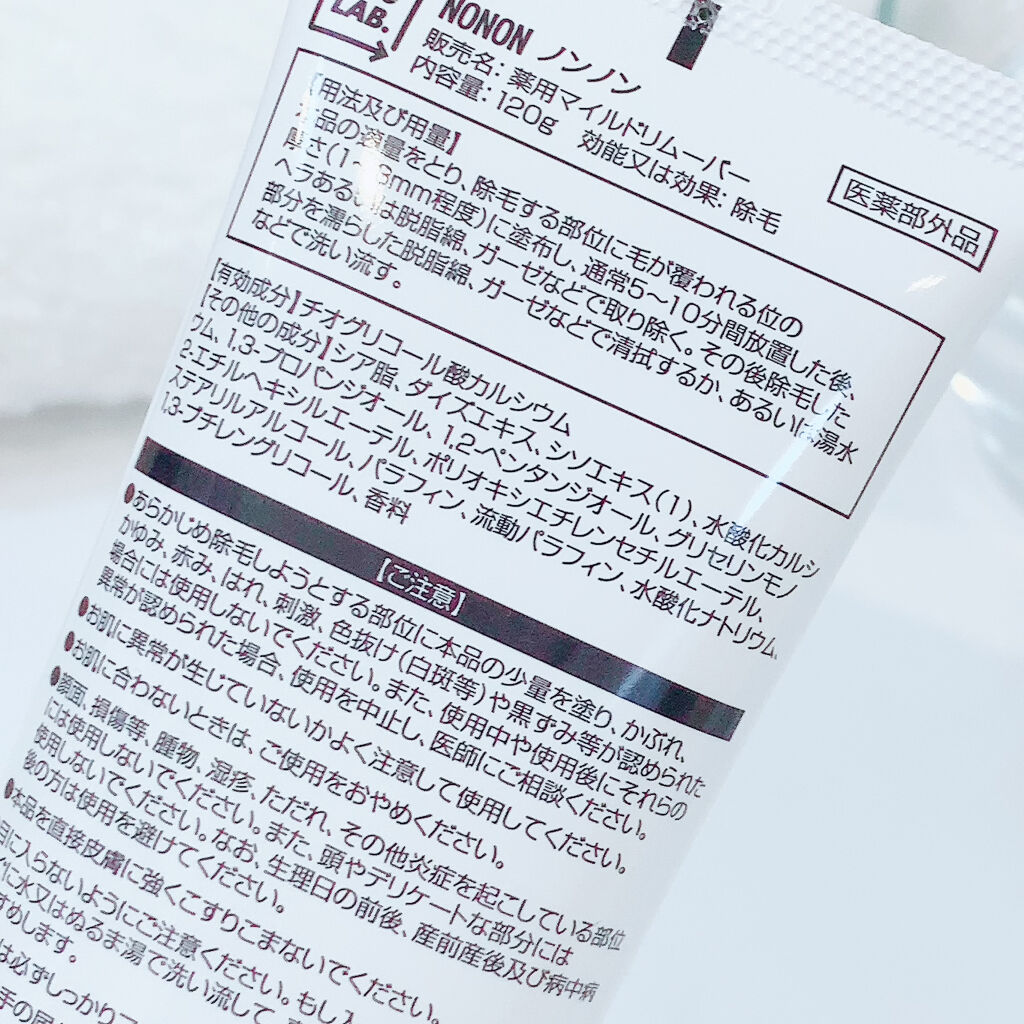 LAB.
NONON ノンノン
販売名: 薬用マイルドリムーバー
内容量: 120g 効能又は効果: 除毛
医薬部外品
【用法及び用量】
本品の適量をとり、除毛する部位に毛が覆われる位の
厚さ(1~3mm程度)に塗布し、通常5~10分間放置した後、
ヘラあるいは脱脂綿、ガーゼなどで取り除く。その後除毛した
部分を濡らした脱脂綿、ガーゼなどで清拭するか、あるいは湯水
などで洗い流す。
【有効成分】チオグリコール酸カルシウム
【その他の成分】シア脂、ダイズエキス、シソエキス(1)、水酸化カルシ
ウム、1,3-プロパンジオール、1,2-ペンタンジオール、グリセリンモノ
2-エチルヘキシルエーテル、ポリオキシエチレンセチルエーテル、
ステアリルアルコール、パラフィン、流動パラフィン、水酸化ナトリウム、
1,3-ブチレングリコール、香料
【ご注意】
●あらかじめ除毛しようとする部位に本品の少量を塗り、かぶれ、
かゆみ、赤み、はれ、刺激、色抜け(白斑等)や黒ずみ等が認められた
場合には使用しないでください。また、使用中や使用後にそれらの
異常が認められた場合、使用を中止し、医師にご相談ください。
●お肌に異常が生じていないかよく注意して使用してください。
●お肌に合わないときは、ご使用をおやめください。
●顔面、損傷等、腫物、湿疹、ただれ、その他炎症を起こしている部位
には使用しないでください。また、頭やデリケートな部分には
使用しないでください。なお、生理日の前後、産前産後及び病中病
後の方は使用を避けてください。
●本品を直接皮膚に強くこすりこまないでください。
目に入らないようにご注意ください。もし
に水又はぬるま湯で洗い流して、
すめします。
は必ずしっかり
手の